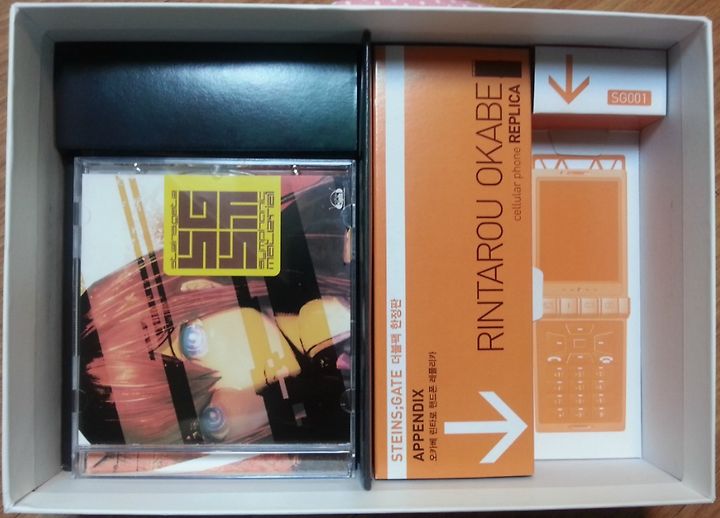 steins;gate
SGSM
symphonic
material
STEINS;GATE 더블팩 한정판
APPENDIX
오카베 린타로 핸드폰 레플리카
RINTAROU OKABE
cellular phone REPLICA
SG001